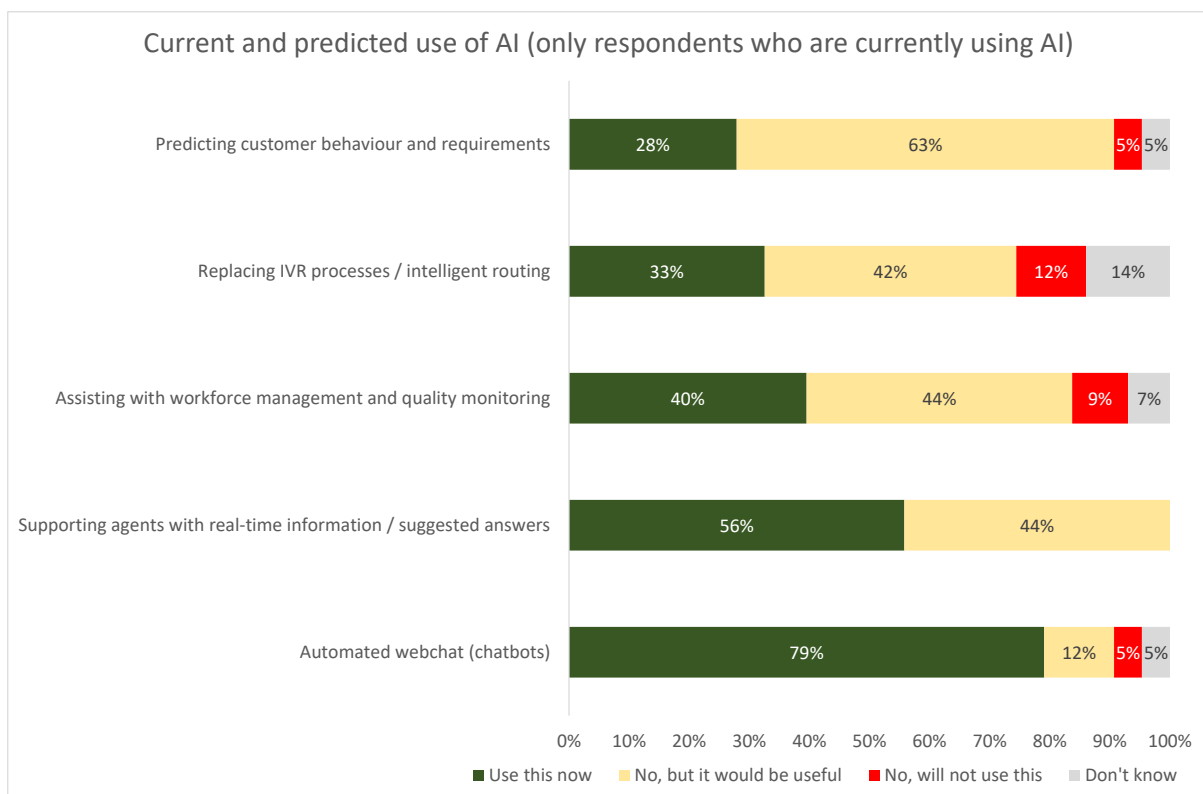 Current and predicted use of AI (only respondents who are currently using AI)
Predicting customer behaviour and requirements
28%
63%
5%
5%
Replacing IVR processes / intelligent routing
33%
42%
12%
14%
Assisting with workforce management and quality monitoring
40%
44%
9%
7%
Supporting agents with real-time information / suggested answers
56%
44%
Automated webchat (chatbots)
79%
12%
5%
5%
0% 10% 20% 30% 40% 50% 60% 70% 80% 90% 100%
Use this now No, but it would be useful No, will not use this Don't know